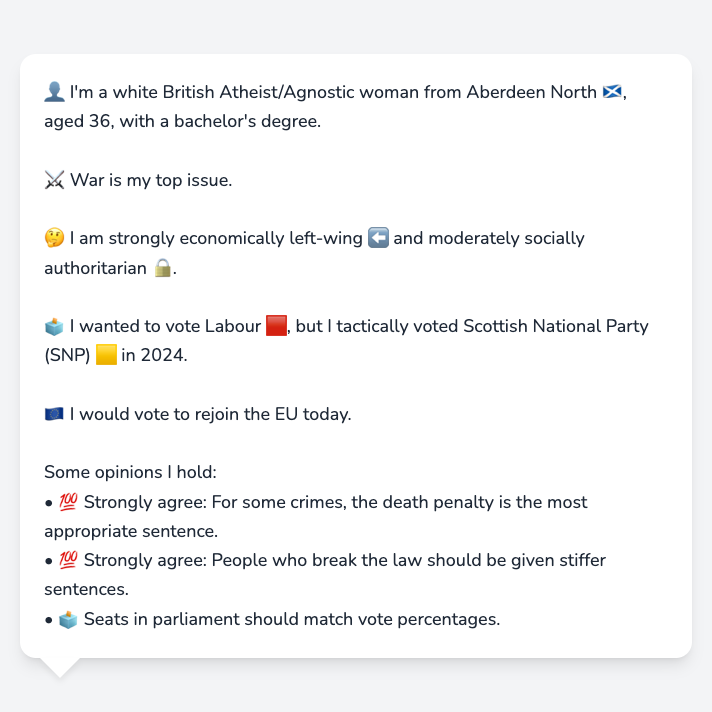 👤 I'm a white British Atheist/Agnostic woman from Aberdeen North 🏴󠁧󠁢󠁳󠁣󠁴󠁿,
aged 36, with a bachelor's degree.
⚔️ War is my top issue.
🤔 I am strongly economically left-wing ⬅️ and moderately socially
authoritarian 🔒.
🗳️ I wanted to vote Labour 🟥, but I tactically voted Scottish National Party
(SNP) 🟨 in 2024.
🇪🇺 I would vote to rejoin the EU today.
Some opinions I hold:
• 💯 Strongly agree: For some crimes, the death penalty is the most
appropriate sentence.
• 💯 Strongly agree: People who break the law should be given stiffer
sentences.
• 🗳️ Seats in parliament should match vote percentages.